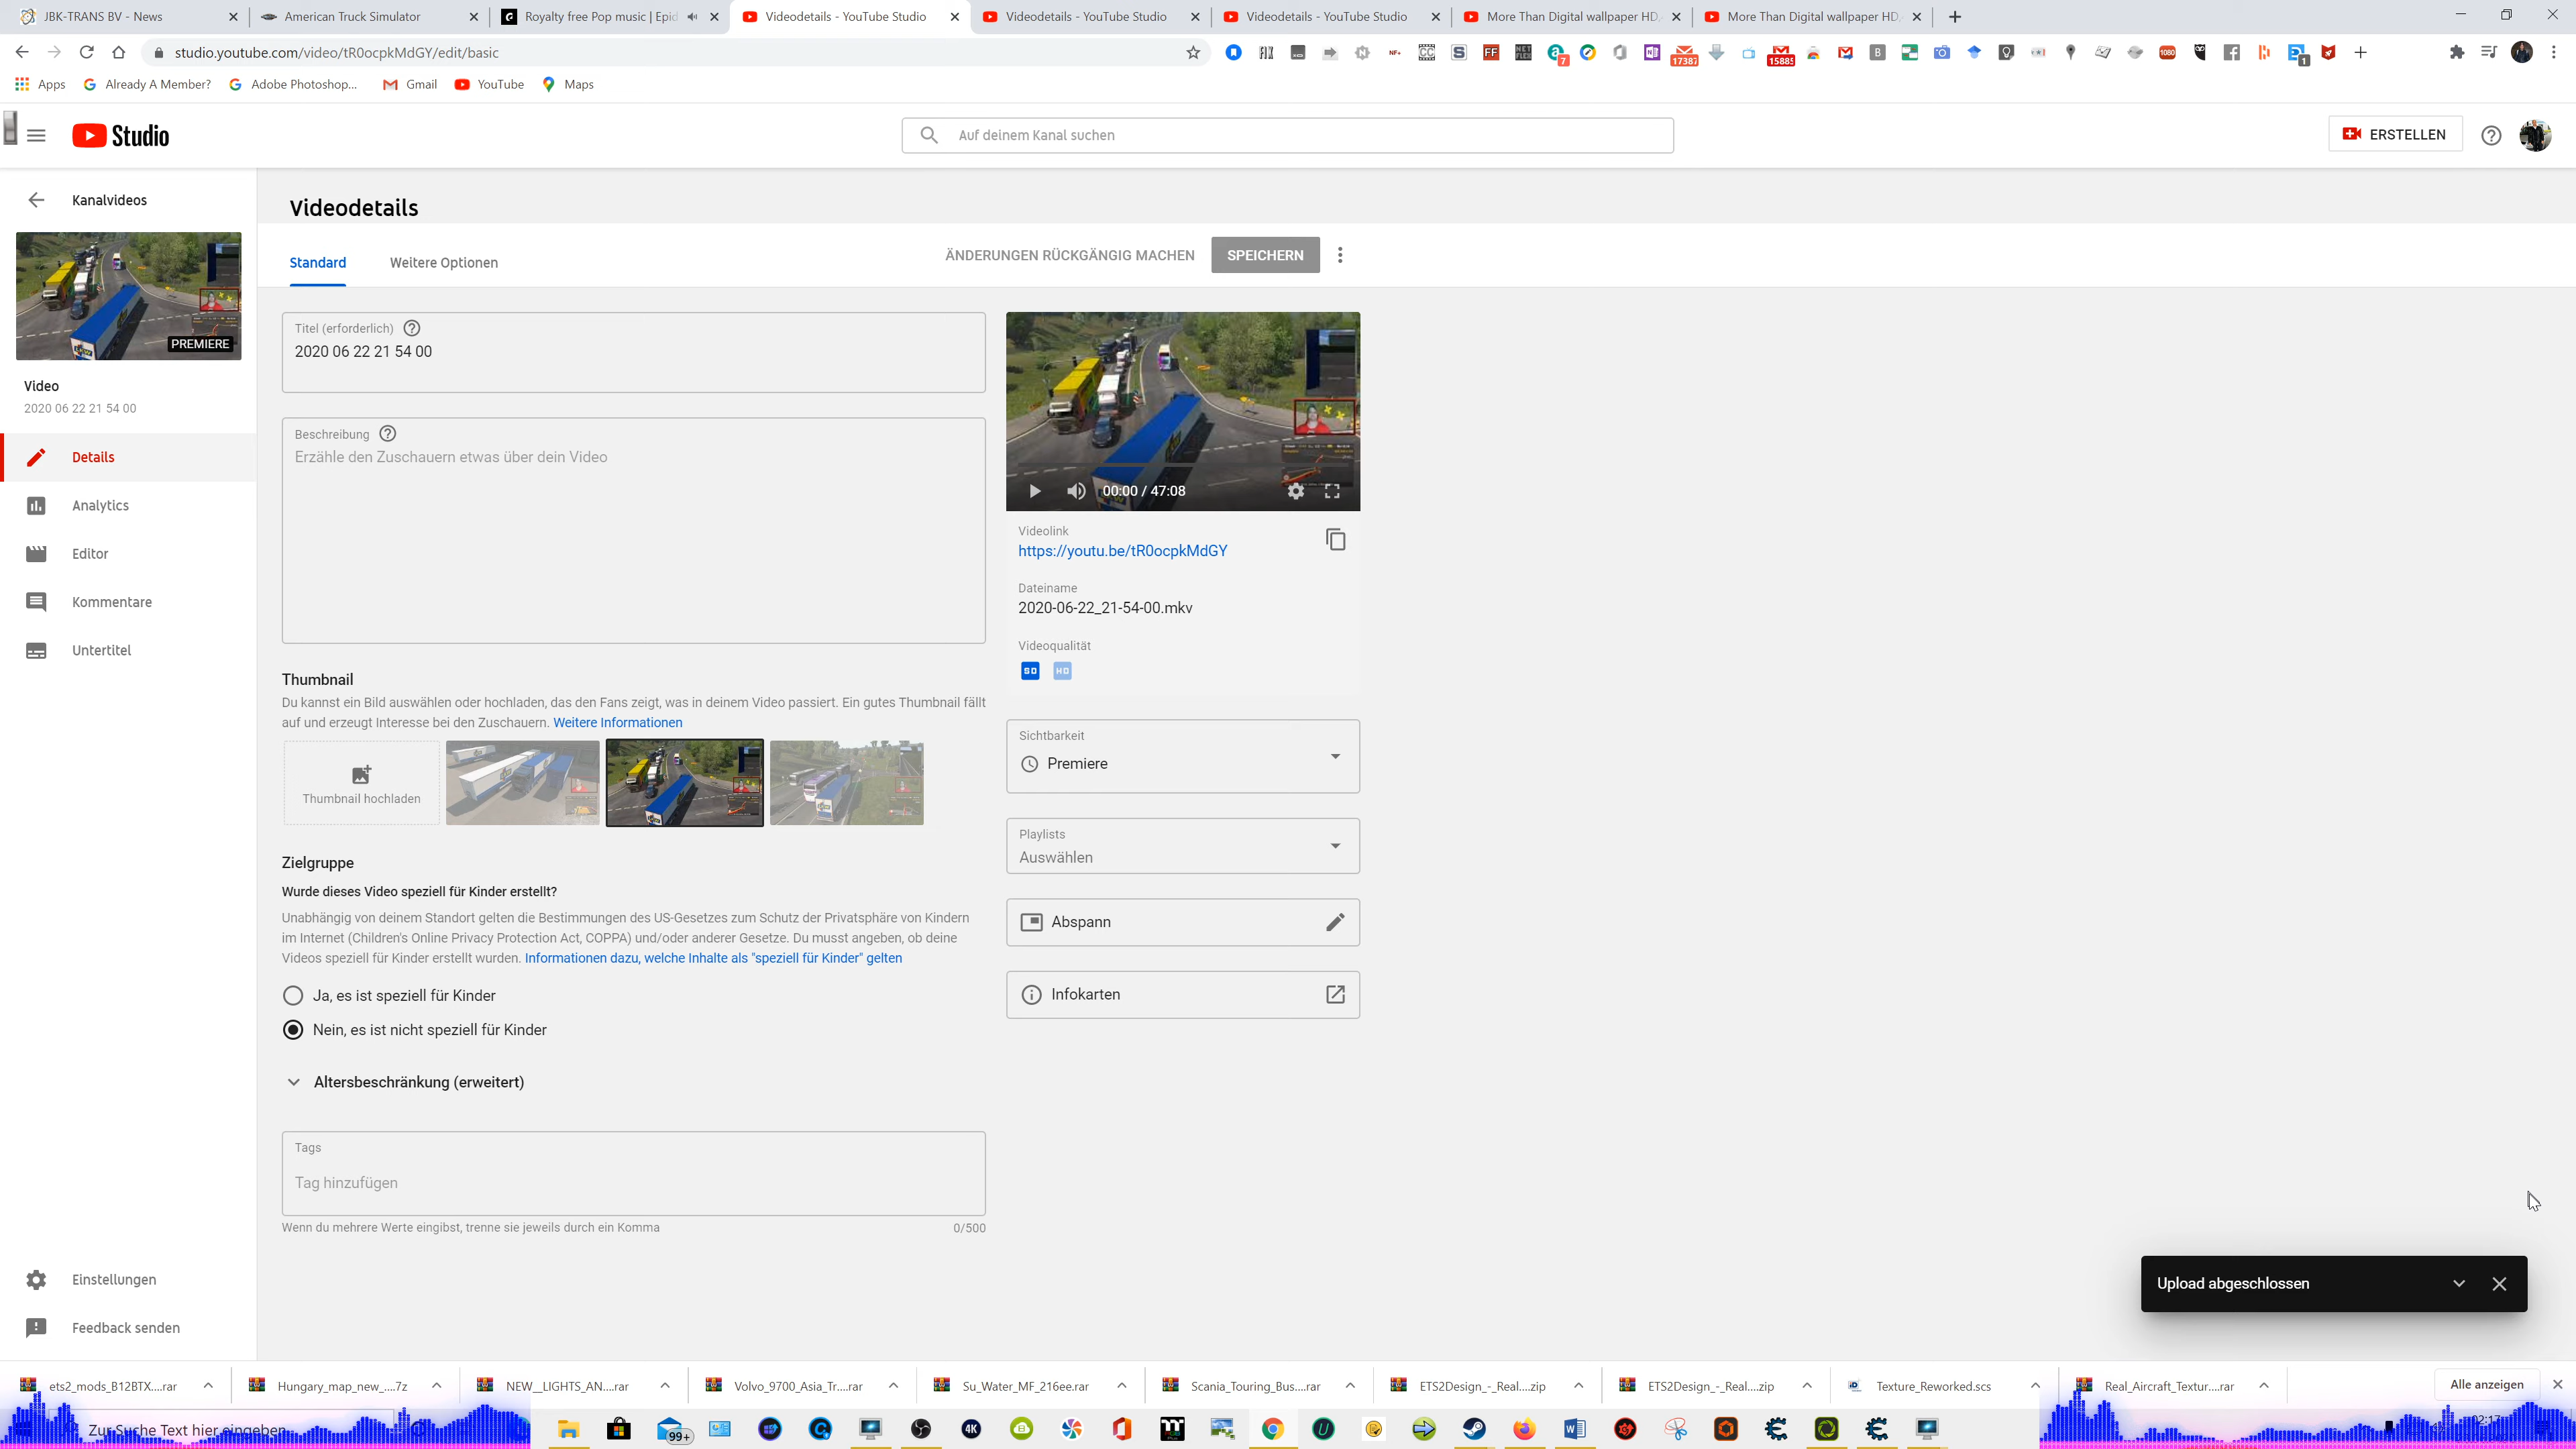 JBK-TRANS BV - News
American Truck Simulator
Royalty free Pop music | Epid
Videodetails - YouTube Studio
Videodetails - YouTube Studio
Videodetails - YouTube Studio
More Than Digital wallpaper HD,
More Than Digital wallpaper HD,
studio.youtube.com/video/tR0ocpkMdGY/edit/basic
Apps
Already A Member?
Adobe Photoshop...
Gmail
YouTube
Maps
Studio
Auf deinem Kanal suchen
ERSTELLEN
Kanalvideos
PREMIERE
Video
2020 06 22 21 54 00
Details
Analytics
Editor
Kommentare
Untertitel
Einstellungen
Feedback senden
Videodetails
Standard
Weitere Optionen
ÄNDERUNGEN RÜCKGÄNGIG MACHEN
SPEICHERN
Titel (erforderlich)
2020 06 22 21 54 00
Beschreibung
Erzähle den Zuschauern etwas über dein Video
Thumbnail
Du kannst ein Bild auswählen oder hochladen, das den Fans zeigt, was in deinem Video passiert. Ein gutes Thumbnail fällt
auf und erzeugt Interesse bei den Zuschauern. Weitere Informationen
Thumbnail hochladen
Zielgruppe
Wurde dieses Video speziell für Kinder erstellt?
Unabhängig von deinem Standort gelten die Bestimmungen des US-Gesetzes zum Schutz der Privatsphäre von Kindern
im Internet (Children's Online Privacy Protection Act, COPPA) und/oder anderer Gesetze. Du musst angeben, ob deine
Videos speziell für Kinder erstellt wurden. Informationen dazu, welche Inhalte als "speziell für Kinder" gelten
Ja, es ist speziell für Kinder
Nein, es ist nicht speziell für Kinder
Altersbeschränkung (erweitert)
Tags
Tag hinzufügen
Wenn du mehrere Werte eingibst, trenne sie jeweils durch ein Komma
0/500
00:00 / 47:08
Videolink
https://youtu.be/tR0ocpkMdGY
Dateiname
2020-06-22_21-54-00.mkv
Videoqualität
SD
HD
Sichtbarkeit
Premiere
Playlists
Auswählen
Abspann
Infokarten
Upload abgeschlossen
ets2_mods_B12BTX....rar
Hungary_map_new_....7z
NEW__LIGHTS_AN....rar
Volvo_9700_Asia_Tr....rar
Su_Water_MF_216ee.rar
Scania_Touring_Bus....rar
ETS2Design_-_Real....zip
ETS2Design_-_Real....zip
Texture_Reworked.scs
Real_Aircraft_Textur....rar
Alle anzeigen
Zur Suche Text hier eingeben
99+
4K
02:17